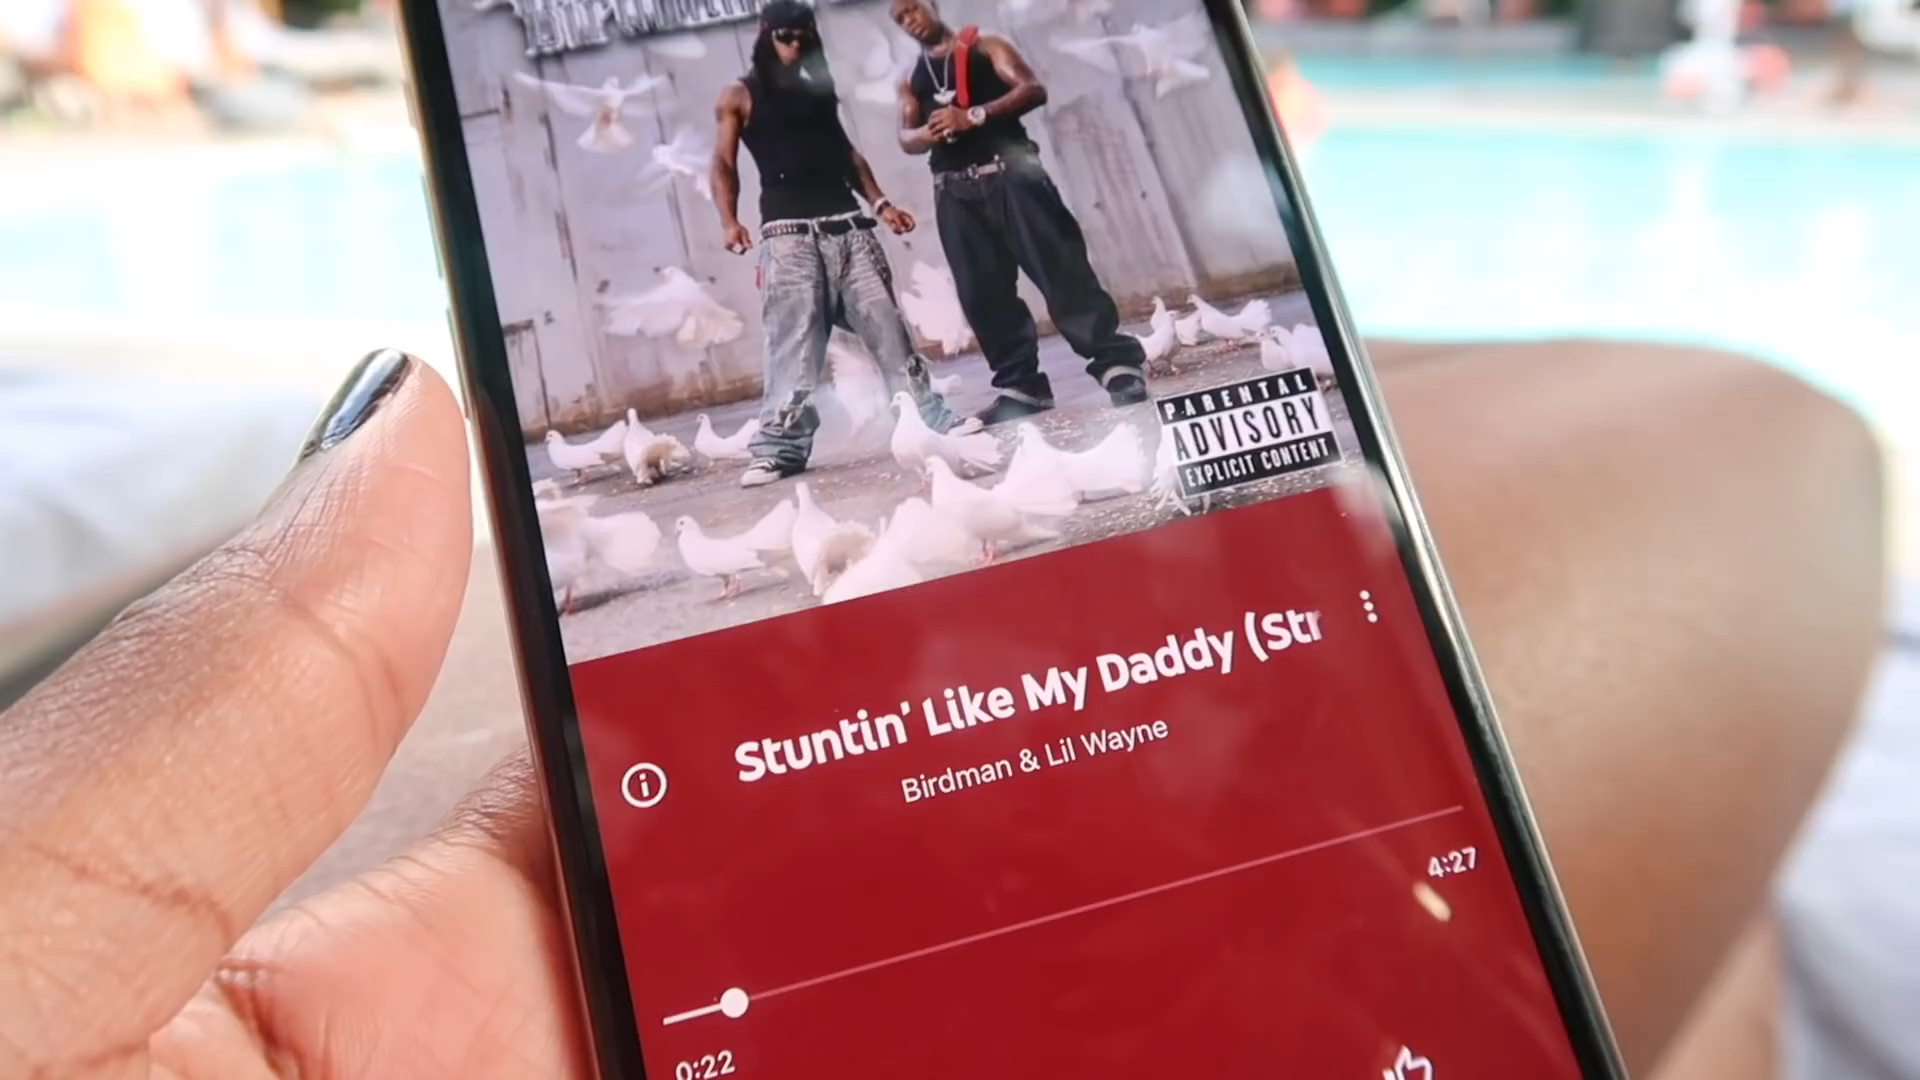 PARENTAL
ADVISORY
EXPLICIT CONTENT
Stuntin' Like My Daddy (Str
Birdman & Lil Wayne
4:27
0:22